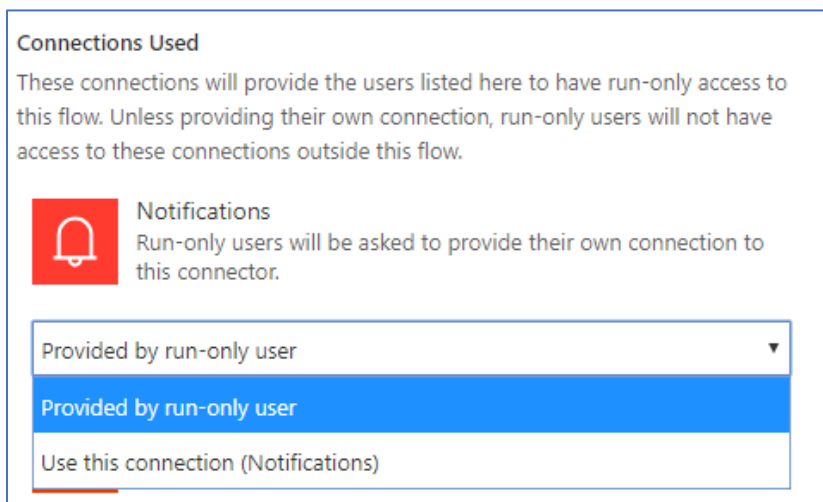 Connections Used
These connections will provide the users listed here to have run-only access to
this flow. Unless providing their own connection, run-only users will not have
access to these connections outside this flow.
Notifications
Run-only users will be asked to provide their own connection to
this connector.
Provided by run-only user
Provided by run-only user
Use this connection (Notifications)